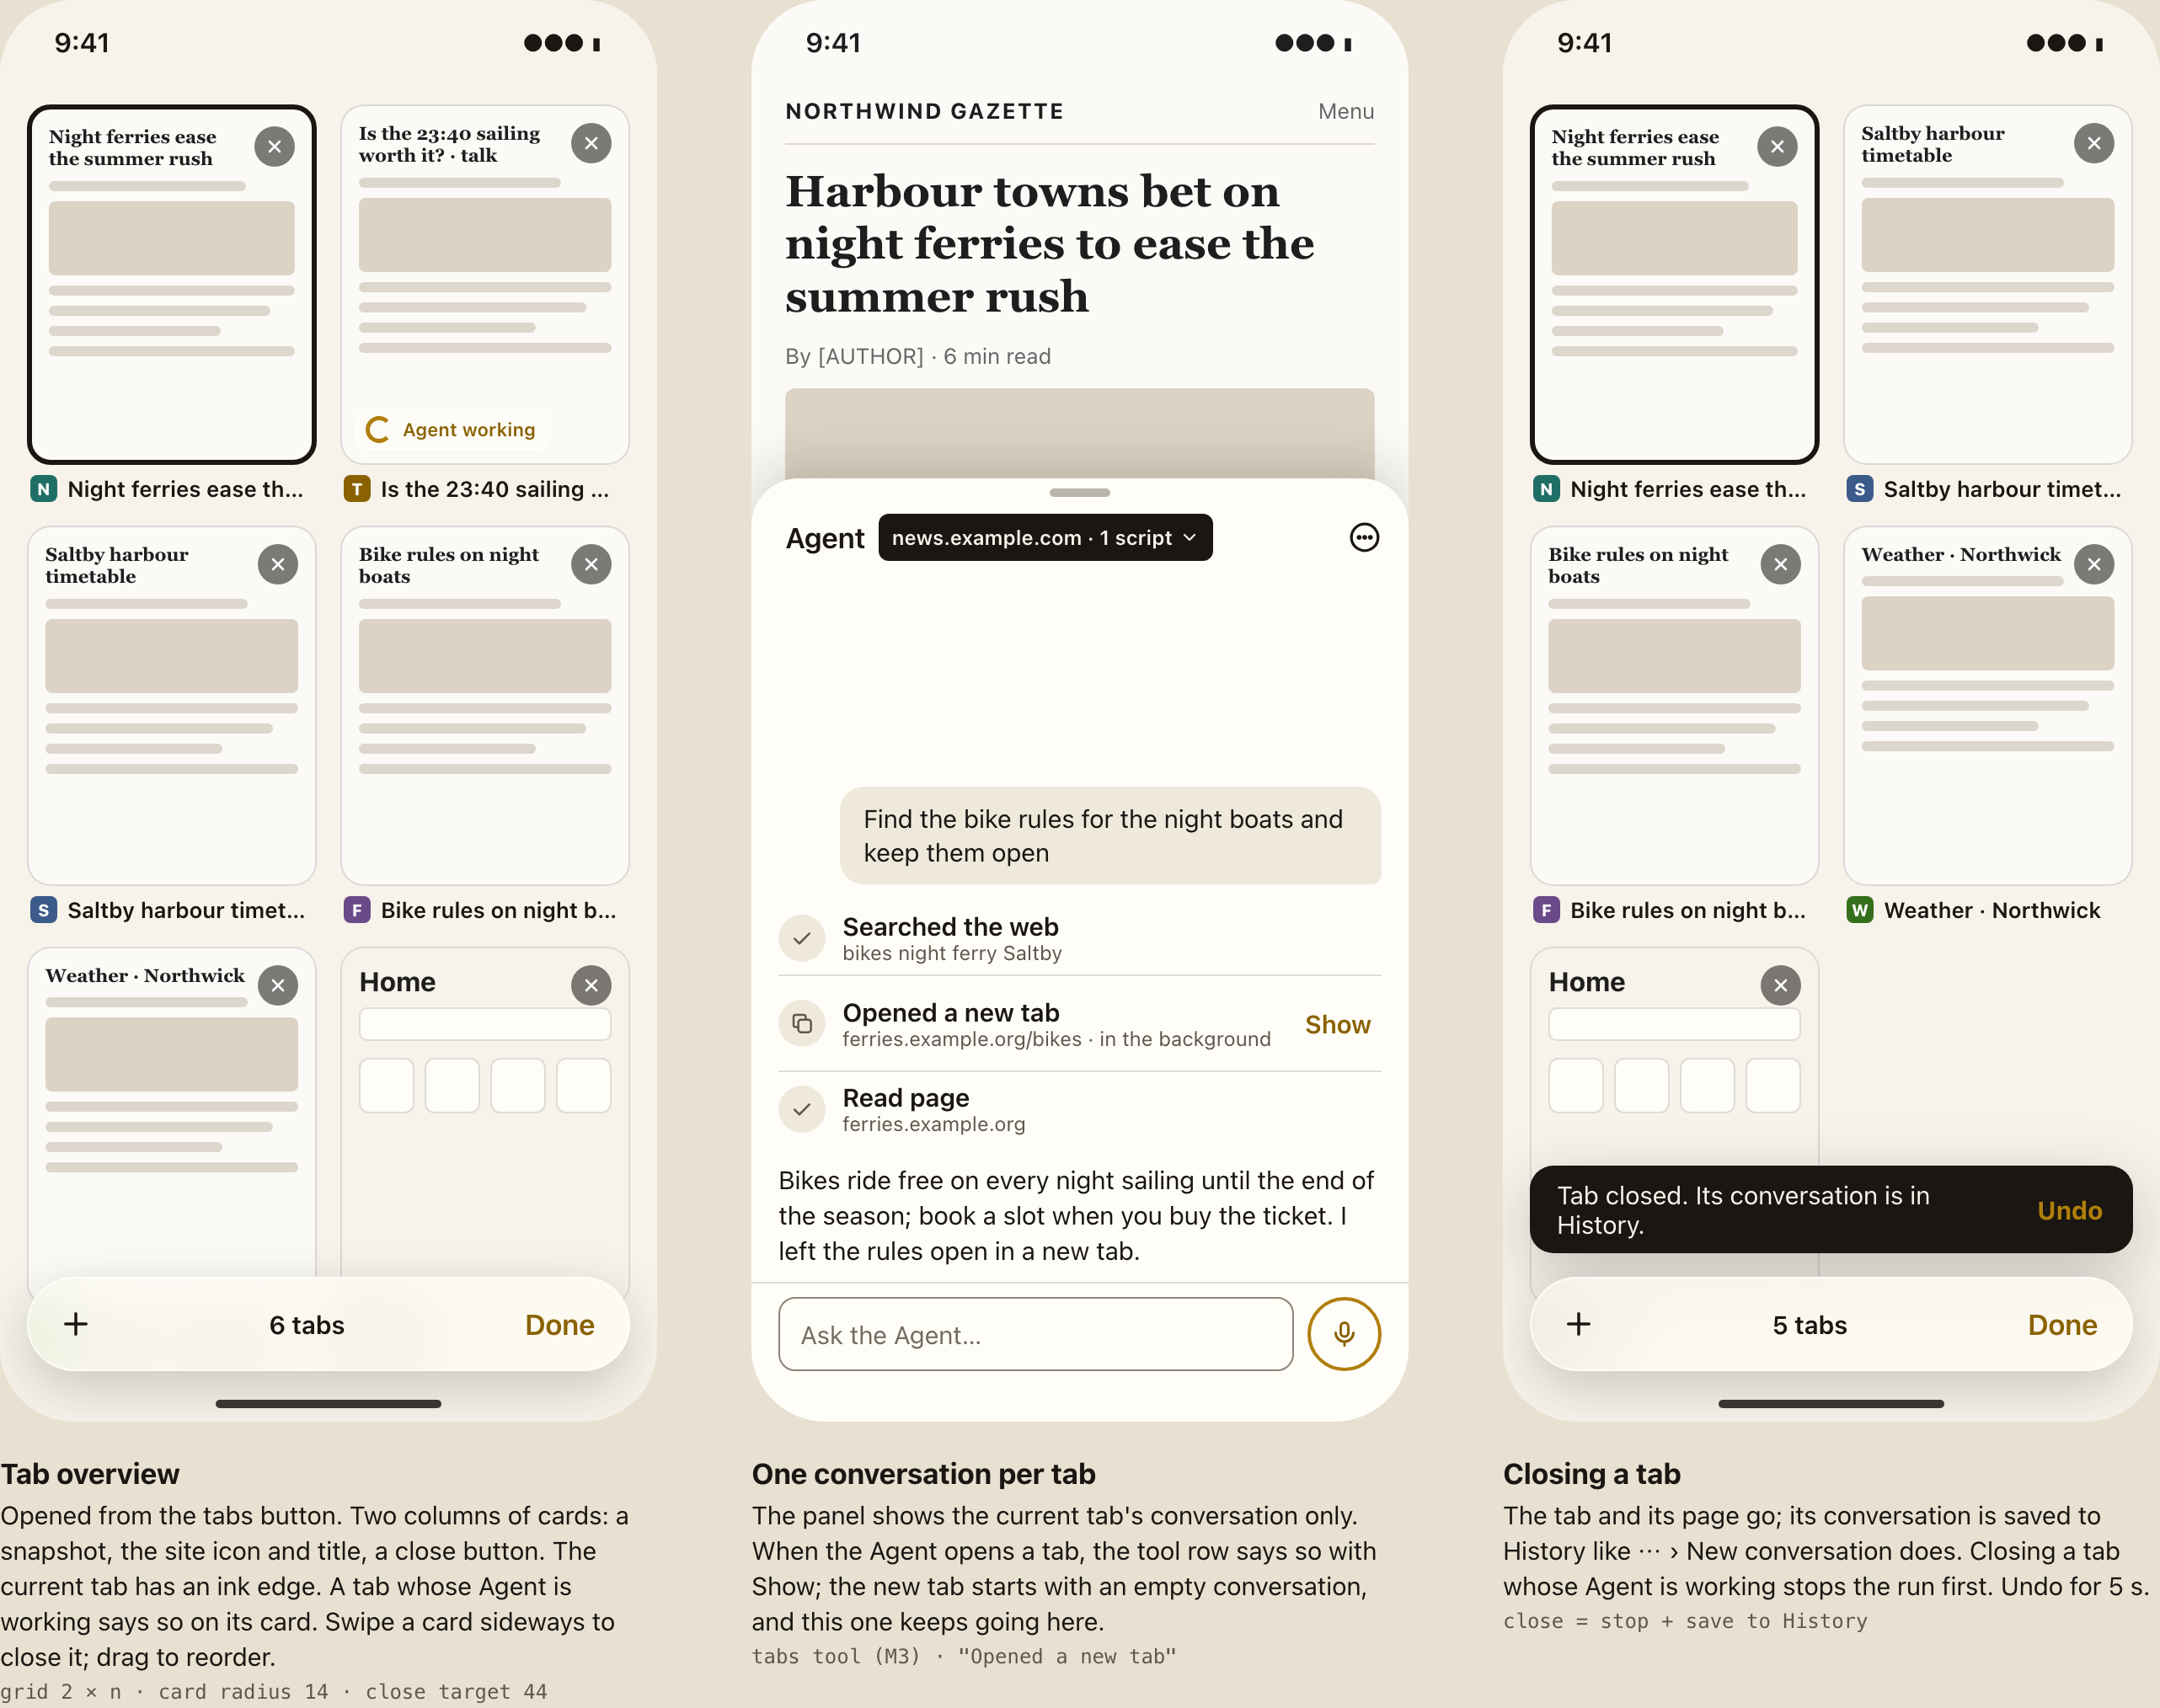 9:41
Night ferries ease
the summer rush
Is the 23:40 sailing
worth it? · talk
Agent working
N Night ferries ease th...
T Is the 23:40 sailing ...
Saltby harbour
timetable
Bike rules on night
boats
S Saltby harbour timet...
F Bike rules on night b...
Weather · Northwick
Home
6 tabs
Done
Tab overview
Opened from the tabs button. Two columns of cards: a
snapshot, the site icon and title, a close button. The
current tab has an ink edge. A tab whose Agent is
working says so on its card. Swipe a card sideways to
close it; drag to reorder.
grid 2 × n · card radius 14 · close target 44
9:41
NORTHWIND GAZETTE
Menu
Harbour towns bet on
night ferries to ease the
summer rush
By [AUTHOR] · 6 min read
Agent
news.example.com · 1 script
Find the bike rules for the night boats and
keep them open
Searched the web
bikes night ferry Saltby
Opened a new tab
ferries.example.org/bikes · in the background
Show
Read page
ferries.example.org
Bikes ride free on every night sailing until the end of
the season; book a slot when you buy the ticket. I
left the rules open in a new tab.
Ask the Agent...
One conversation per tab
The panel shows the current tab's conversation only.
When the Agent opens a tab, the tool row says so with
Show; the new tab starts with an empty conversation,
and this one keeps going here.
tabs tool (M3) · "Opened a new tab"
9:41
Night ferries ease
the summer rush
Saltby harbour
timetable
N Night ferries ease th...
S Saltby harbour timet...
Bike rules on night
boats
Weather · Northwick
F Bike rules on night b...
W Weather · Northwick
Home
Tab closed. Its conversation is in
History.
Undo
5 tabs
Done
Closing a tab
The tab and its page go; its conversation is saved to
History like ··· › New conversation does. Closing a tab
whose Agent is working stops the run first. Undo for 5 s.
close = stop + save to History